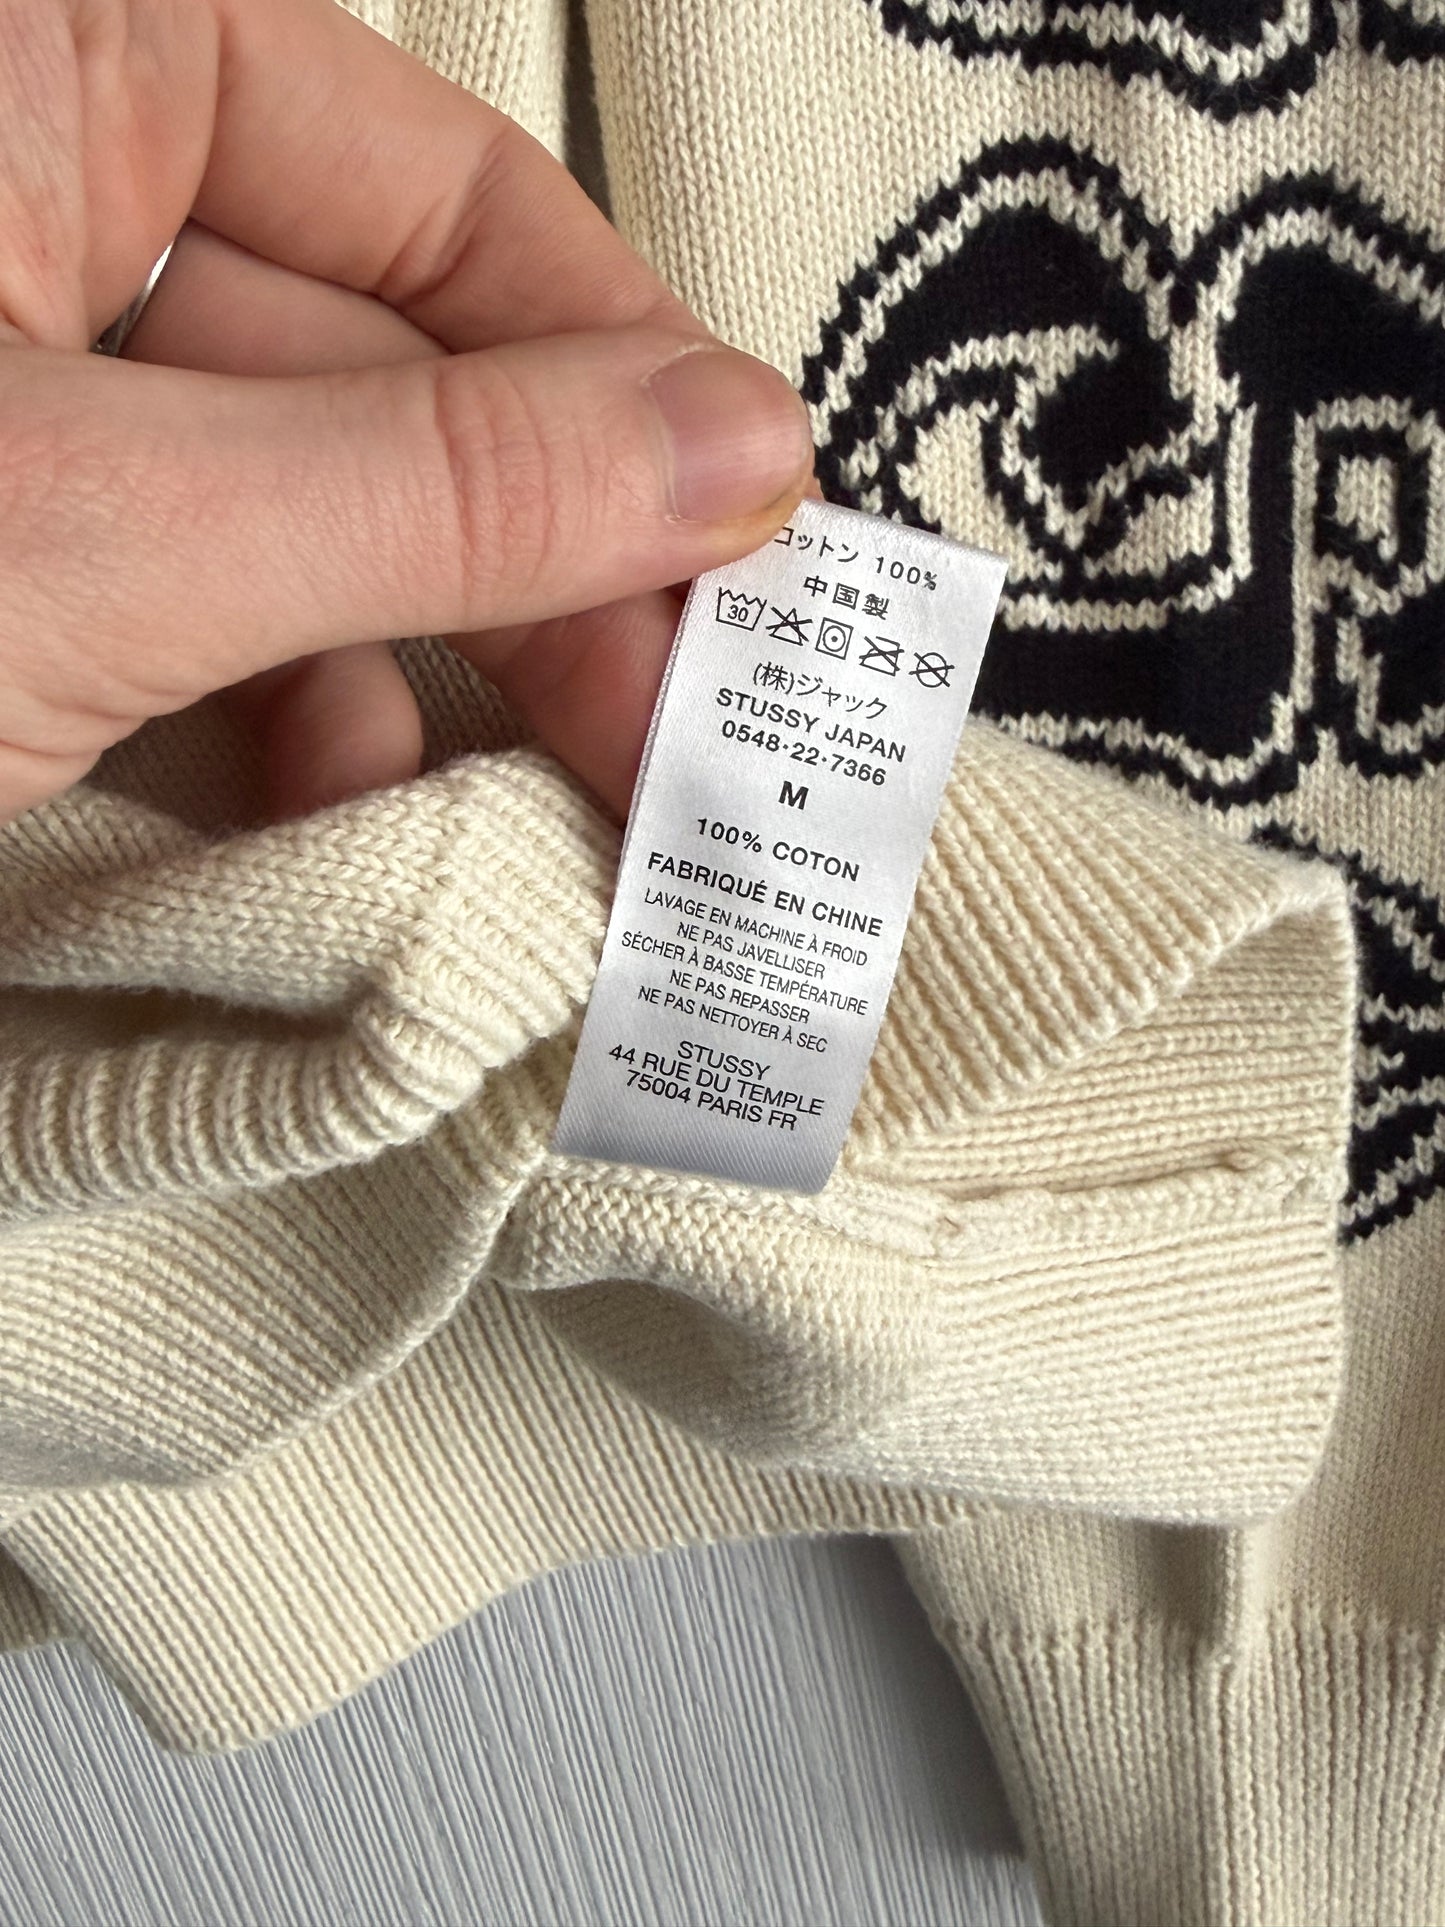 コットン 100%
中国製
30
(株)ジャック
STUSSY JAPAN
0548·22·7366
M
100% COTON
FABRIQUÉ EN CHINE
LAVAGE EN MACHINE À FROID
NE PAS JAVELLISER
SÉCHER À BASSE TEMPÉRATURE
NE PAS REPASSER
NE PAS NETTOYER À SEC
STUSSY
44 RUE DU TEMPLE
75004 PARIS FR